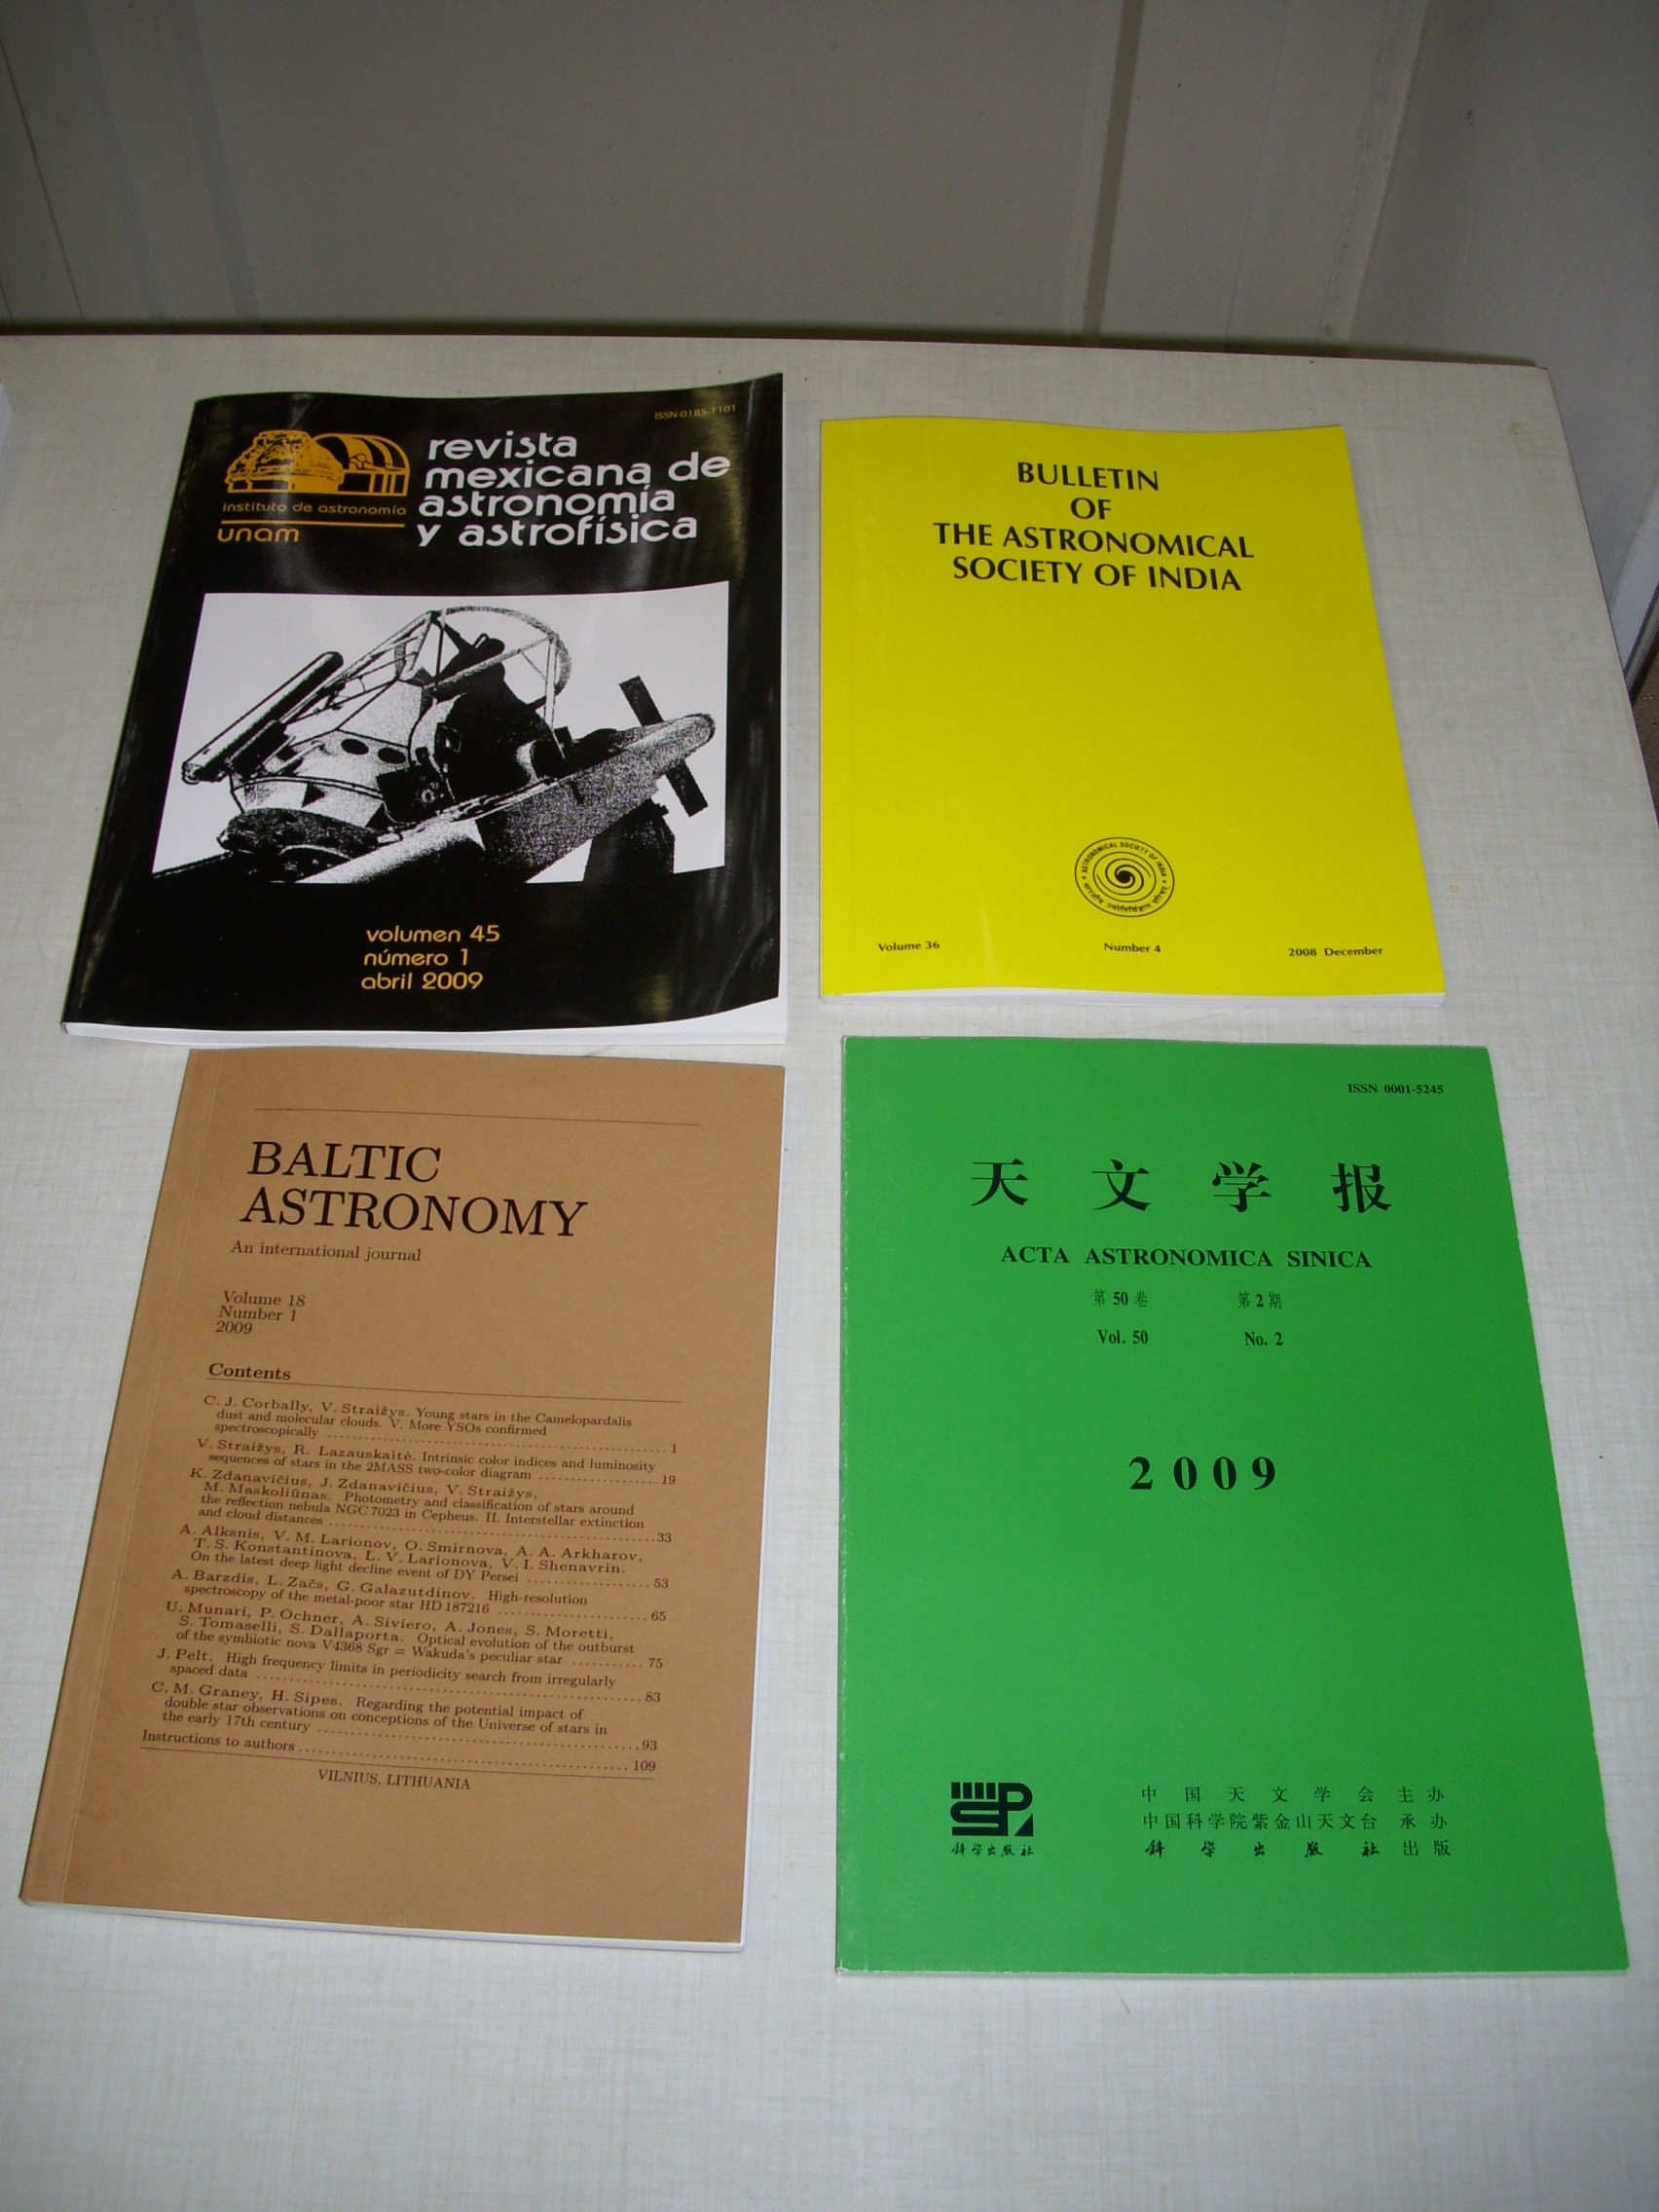 ISSN-0185-1101
revista
mexicana de
astronomía
y astrofísica
instituto de astronomía
unam
volumen 45
número 1
abril 2009
BULLETIN
OF
THE ASTRONOMICAL
SOCIETY OF INDIA
ASTRONOMICAL SOCIETY OF INDIA
Volume 36 Number 4 2008 December
BALTIC
ASTRONOMY
An international journal
Volume 18
Number 1
2009
Contents
C. J. Corbally, V. Straižys. Young stars in the Camelopardalis
dust and molecular clouds. V. More YSOs confirmed
spectroscopically 1
V. Straižys, R. Lazauskaitė. Intrinsic color indices and luminosity
sequences of stars in the 2MASS two-color diagram 19
K. Zdanavičius, J. Zdanavičius, V. Straižys,
M. Maskoliūnas. Photometry and classification of stars around
the reflection nebula NGC 7023 in Cepheus. II. Interstellar extinction
and cloud distances 33
A. Alksnis, V. M. Larionov, O. Smirnova, A. A. Arkharov,
T. S. Konstantinova, L. V. Larionova, V. I. Shenavrin.
On the latest deep light decline event of DY Persei 53
A. Barzdis, L. Začs, G. Galazutdinov. High-resolution
spectroscopy of the metal-poor star HD 187216 65
U. Munari, P. Ochner, A. Siviero, A. Jones, S. Moretti,
S. Tomaselli, S. Dallaporta. Optical evolution of the outburst
of the symbiotic nova V4368 Sgr = Wakuda's peculiar star 75
J. Pelt. High frequency limits in periodicity search from irregularly
spaced data 83
C. M. Graney, H. Sipes. Regarding the potential impact of
double star observations on conceptions of the Universe of stars in
the early 17th century 93
Instructions to authors 109
VILNIUS, LITHUANIA
ISSN 0001-5245
天文学报
ACTA ASTRONOMICA SINICA
第50卷 第2期
Vol. 50 No. 2
2009
科学出版社
中国天文学会 主办
中国科学院紫金山天文台 承办
科学出版社 出版